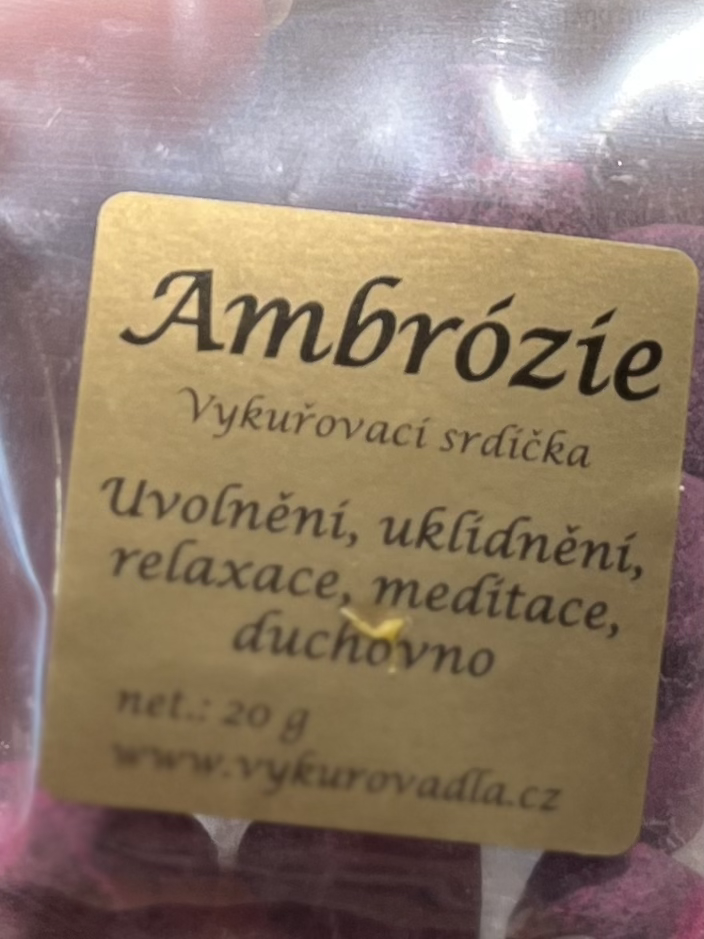 Ambrózie
Vykuřovací srdíčka
Uvolnění, uklidnění,
relaxace, meditace,
duchovno
net.: 20 g
www.vykurovadla.cz